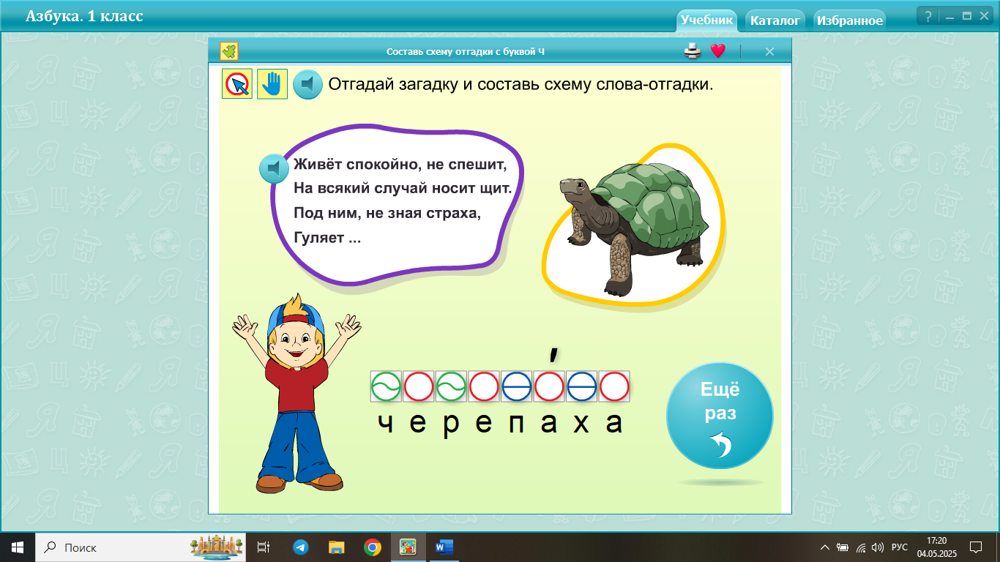 Азбука. 1 класс
Учебник Каталог Избранное
?
Составь схему отгадки с буквой Ч
Отгадай загадку и составь схему слова-отгадки.
Живёт спокойно, не спешит,
На всякий случай носит щит.
Под ним, не зная страха,
Гуляет ...
черепаха
Ещё
раз
Поиск
W
РУС
17:20
04.05.2025